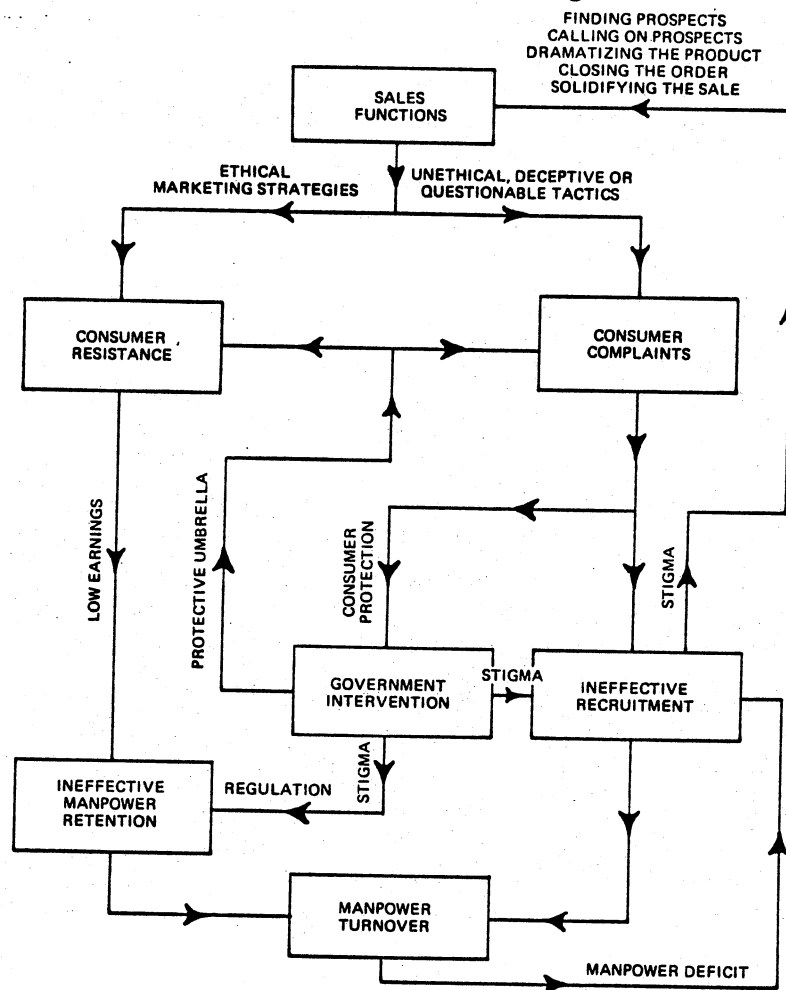 FINDING PROSPECTS
CALLING ON PROSPECTS
DRAMATIZING THE PRODUCT
CLOSING THE ORDER
SOLIDIFYING THE SALE
SALES
FUNCTIONS
ETHICAL
MARKETING STRATEGIES
UNETHICAL, DECEPTIVE OR
QUESTIONABLE TACTICS
CONSUMER
RESISTANCE
CONSUMER
COMPLAINTS
LOW EARNINGS
PROTECTIVE UMBRELLA
CONSUMER
PROTECTION
STIGMA
GOVERNMENT
INTERVENTION
STIGMA
INEFFECTIVE
RECRUITMENT
STIGMA
REGULATION
INEFFECTIVE
MANPOWER
RETENTION
MANPOWER
TURNOVER
MANPOWER DEFICIT